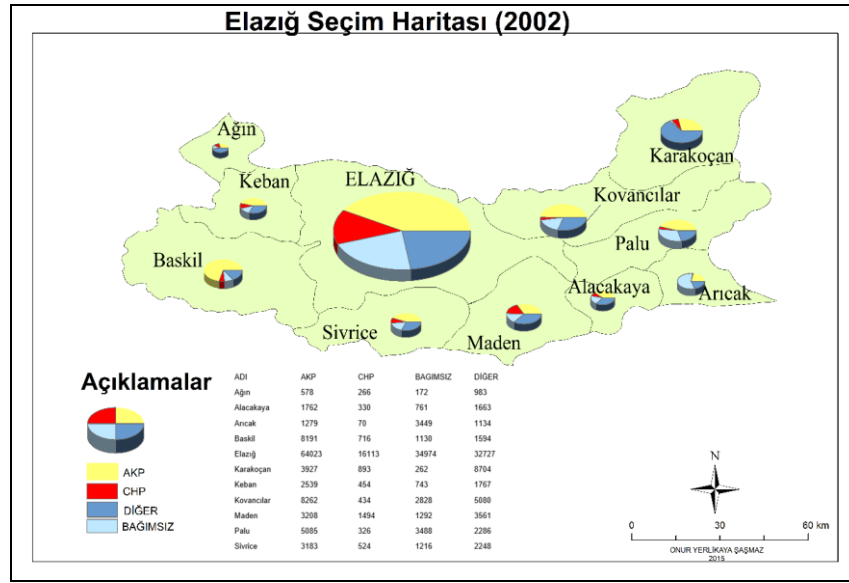 Elazığ Seçim Haritası (2002)
Ağın
Karakoçan
Keban
ELAZIĞ
Kovancılar
Palu
Baskil
Alacakaya
Arıcak
Sivrice
Maden
Açıklamalar
AKP
CHP
DİĞER
BAĞIMSIZ
ADI AKP CHP BAGIMSIZ DİĞER
Ağın 578 266 172 983
Alacakaya 1762 330 761 1663
Arıcak 1279 70 3449 1134
Baskil 8191 716 1130 1594
Elazığ 64023 16113 34974 32727
Karakoçan 3927 893 262 8704
Keban 2539 454 743 1767
Kovancılar 8262 434 2828 5080
Maden 3208 1494 1292 3561
Palu 5085 326 3488 2286
Sivrice 3183 524 1216 2248
N
0 30 60 km
ONUR YERLİKAYA ŞAŞMAZ
2015